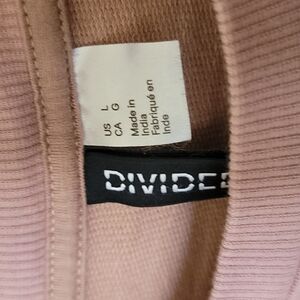 US L
CA G
Made in
India
Fabriqué en
Inde
DIVIDED